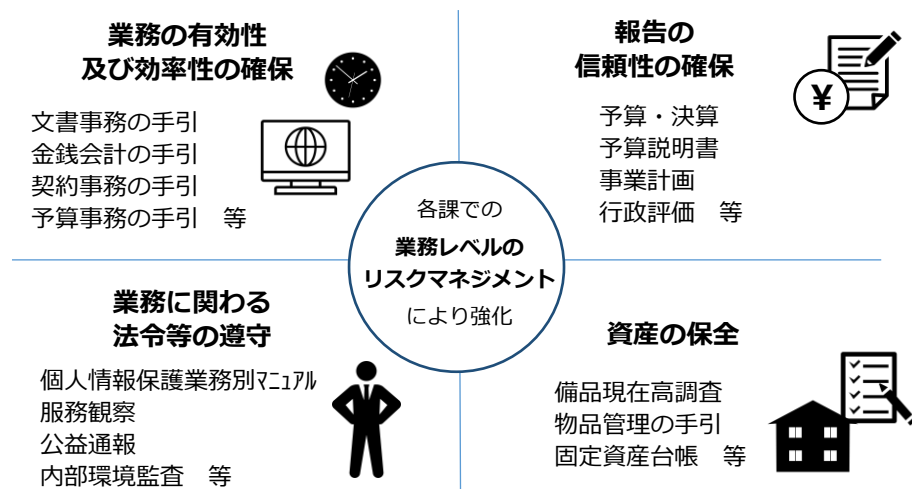 業務の有効性
及び効率性の確保
文書事務の手引
金銭会計の手引
契約事務の手引
予算事務の手引　等
報告の
信頼性の確保
¥
予算・決算
予算説明書
事業計画
行政評価　等
各課での
業務レベルの
リスクマネジメント
により強化
業務に関わる
法令等の遵守
個人情報保護業務別ﾏﾆｭｱﾙ
服務観察
公益通報
内部環境監査　等
資産の保全
備品現在高調査
物品管理の手引
固定資産台帳　等